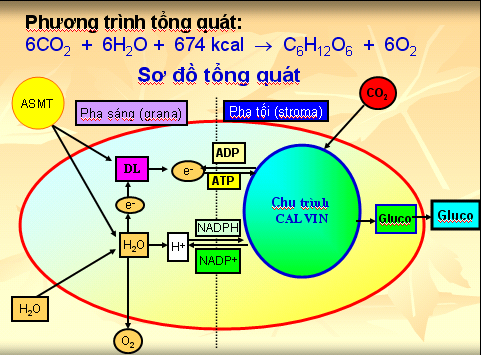 Phương trình tổng quát:
6CO2 + 6H2O + 674 kcal → C6H12O6 + 6O2
Sơ đồ tổng quát
ASMT
CO2
Pha sáng (grana)
Pha tối (stroma)
ADP
DL
e-
ATP
Chu trình
CAL VIN
e-
Gluco
Gluco
NADPH
H2O
H+
NADP+
H2O
O2